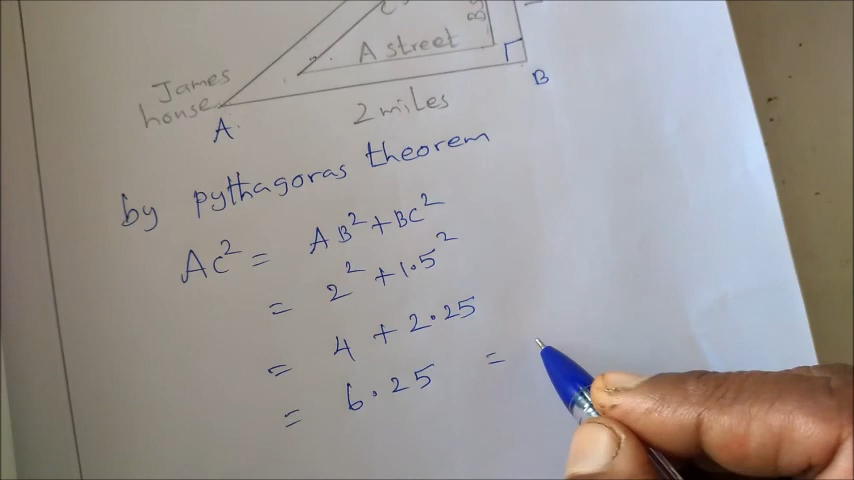 A street
James
house
2 miles
B
A
by pythagoras theorem
AC² = AB² + BC²
= 2² + 1.5²
= 4 + 2.25
= 6.25 =